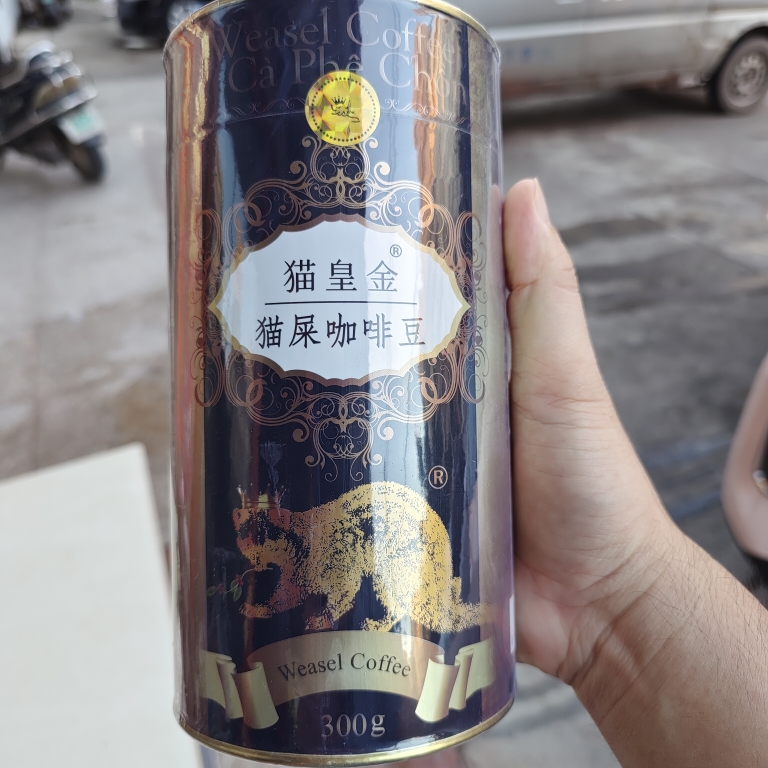 Weasel Coffee
Cà Phê Chồn
猫皇金®
猫屎咖啡豆
®
Weasel Coffee
300g